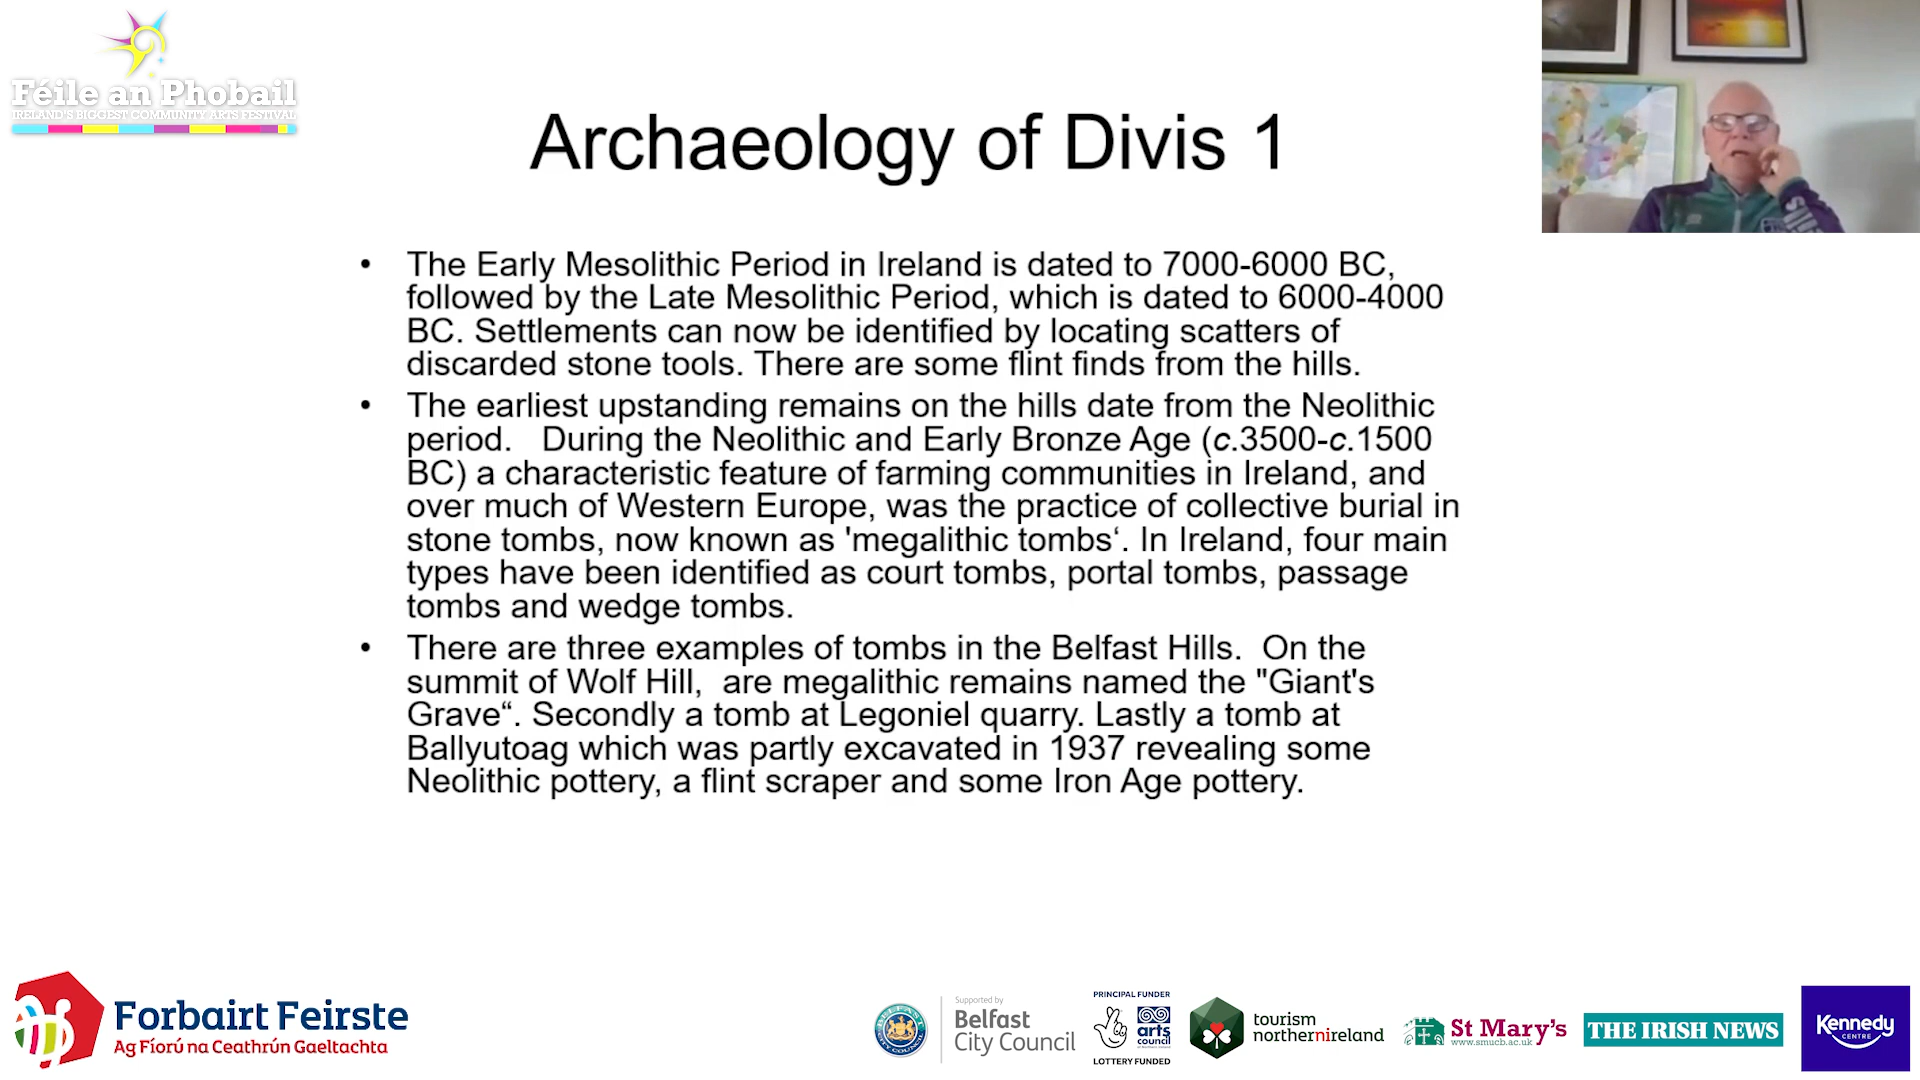 Féile an Phobail
IRELAND'S BIGGEST COMMUNITY ARTS FESTIVAL
Archaeology of Divis 1
• The Early Mesolithic Period in Ireland is dated to 7000-6000 BC,
followed by the Late Mesolithic Period, which is dated to 6000-4000
BC. Settlements can now be identified by locating scatters of
discarded stone tools. There are some flint finds from the hills.
• The earliest upstanding remains on the hills date from the Neolithic
period. During the Neolithic and Early Bronze Age (c.3500-c.1500
BC) a characteristic feature of farming communities in Ireland, and
over much of Western Europe, was the practice of collective burial in
stone tombs, now known as 'megalithic tombs‘. In Ireland, four main
types have been identified as court tombs, portal tombs, passage
tombs and wedge tombs.
• There are three examples of tombs in the Belfast Hills. On the
summit of Wolf Hill, are megalithic remains named the "Giant's
Grave“. Secondly a tomb at Legoniel quarry. Lastly a tomb at
Ballyutoag which was partly excavated in 1937 revealing some
Neolithic pottery, a flint scraper and some Iron Age pottery.
Forbairt Feirste
Ag Fíorú na Ceathrún Gaeltachta
Supported by
Belfast
City Council
PRINCIPAL FUNDER
arts
council
LOTTERY FUNDED
tourism
northernireland
St Mary's
www.smucb.ac.uk
THE IRISH NEWS
Kennedy
CENTRE